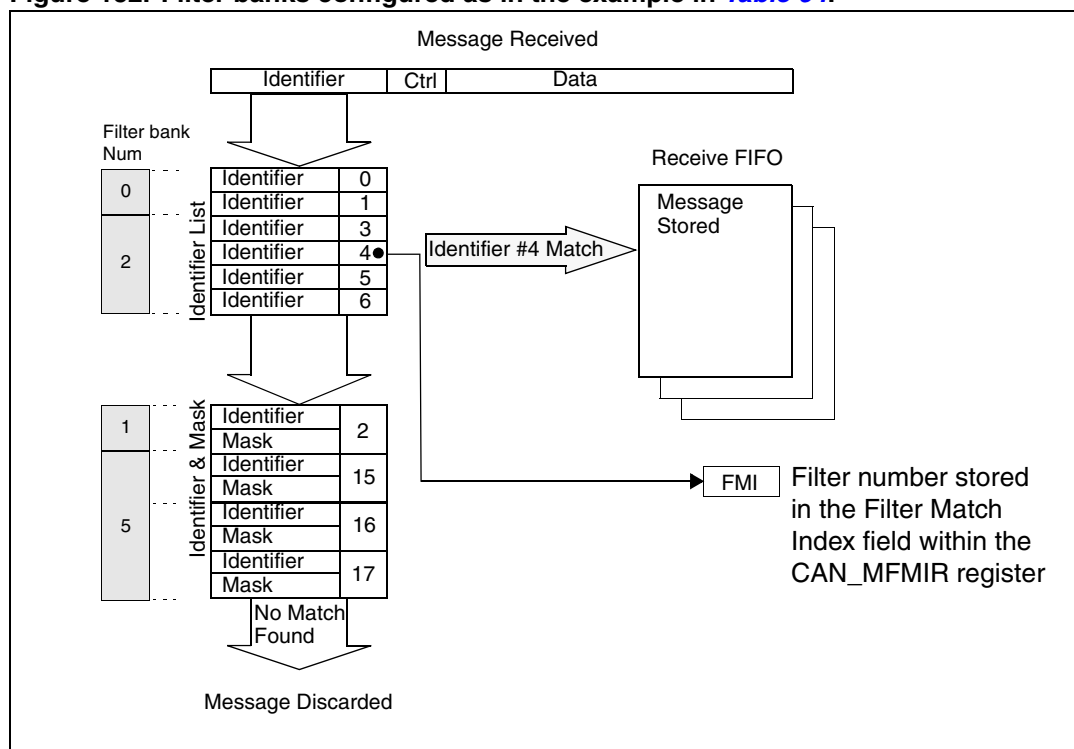 Filter banks configured as in the example in Table
Message Received
Identifier Ctrl Data
Filter bank
Num
Receive FIFO
0
2
Identifier List
Identifier 0
Identifier 1
Identifier 3
Identifier 4
Identifier 5
Identifier 6
Identifier #4 Match
Message
Stored
1
5
Identifier & Mask
Identifier
Mask
2
Identifier
Mask
15
Identifier
Mask
16
Identifier
Mask
17
FMI
Filter number stored
in the Filter Match
Index field within the
CAN_MFMIR register
No Match
Found
Message Discarded